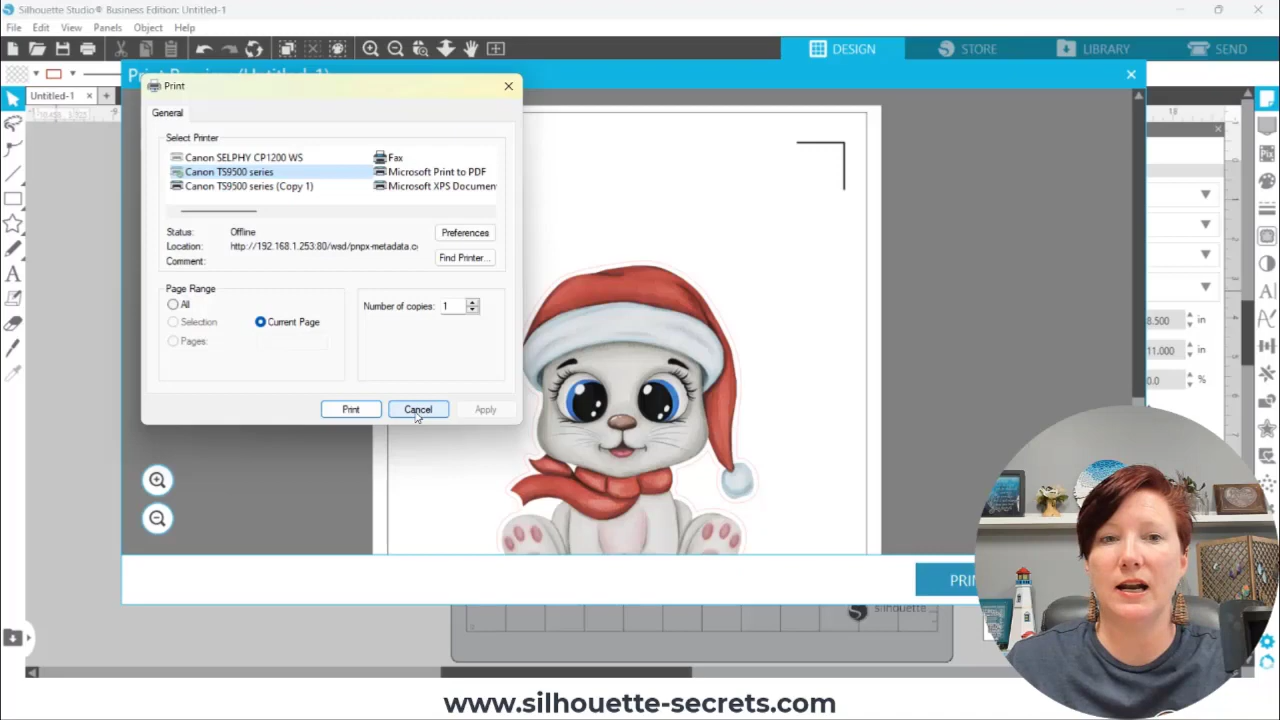 Silhouette Studio® Business Edition: Untitled-1
File Edit View Panels Object Help
DESIGN
STORE
LIBRARY
SEND
Untitled-1
Print
General
Select Printer
Canon SELPHY CP1200 WS
Canon TS9500 series
Canon TS9500 series (Copy 1)
Fax
Microsoft Print to PDF
Microsoft XPS Documen
Status: Offline
Location: http://192.168.1.253:80/wsd/pnpx-metadata.c
Comment:
Preferences
Find Printer...
Page Range
All
Selection
Current Page
Pages:
Number of copies: 1
Print
Cancel
Apply
8.500 in
11.000 in
0.0 %
PRI
silhouette
www.silhouette-secrets.com